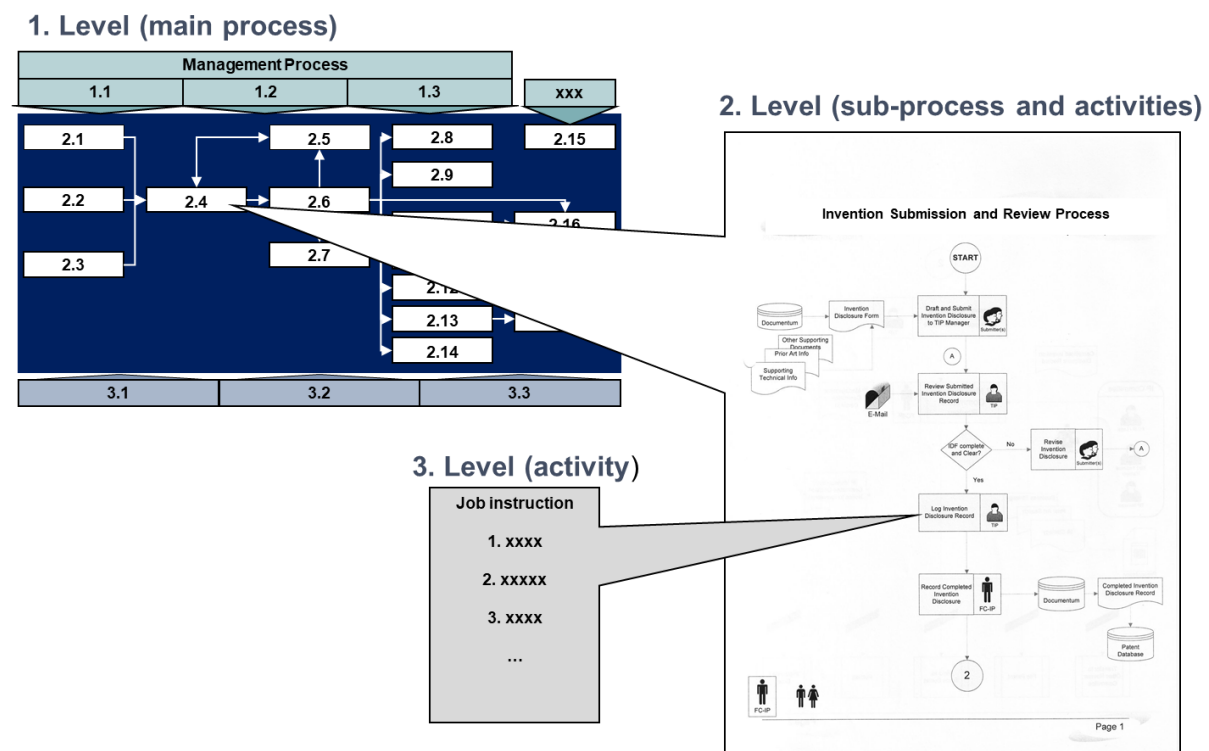 1. Level (main process)
Management Process
1.1
1.2
1.3
xxx
2.1
2.5
2.8
2.15
2.9
2.2
2.4
2.6
2.16
2.3
2.7
2.12
2.13
2.14
3.1
3.2
3.3
2. Level (sub-process and activities)
Invention Submission and Review Process
START
Documentum
Invention
Disclosure Form
Draft and Submit
Invention Disclosure
to TIP Manager
Submitter(s)
Other Supporting
Documents
Prior Art Info
Supporting
Technical Info
A
E-Mail
Review Submitted
Invention Disclosure
Record
TIP
IDF complete
and Clear?
No
Revise
Invention
Disclosure
Submitter(s)
A
Yes
Log Invention
Disclosure Record
TIP
Record Completed
Invention
Disclosure
FC-IP
Documentum
Completed Invention
Disclosure Record
Patent
Database
2
FC-IP
Page 1
3. Level (activity)
Job instruction
1. xxxx
2. xxxxx
3. xxxx
...